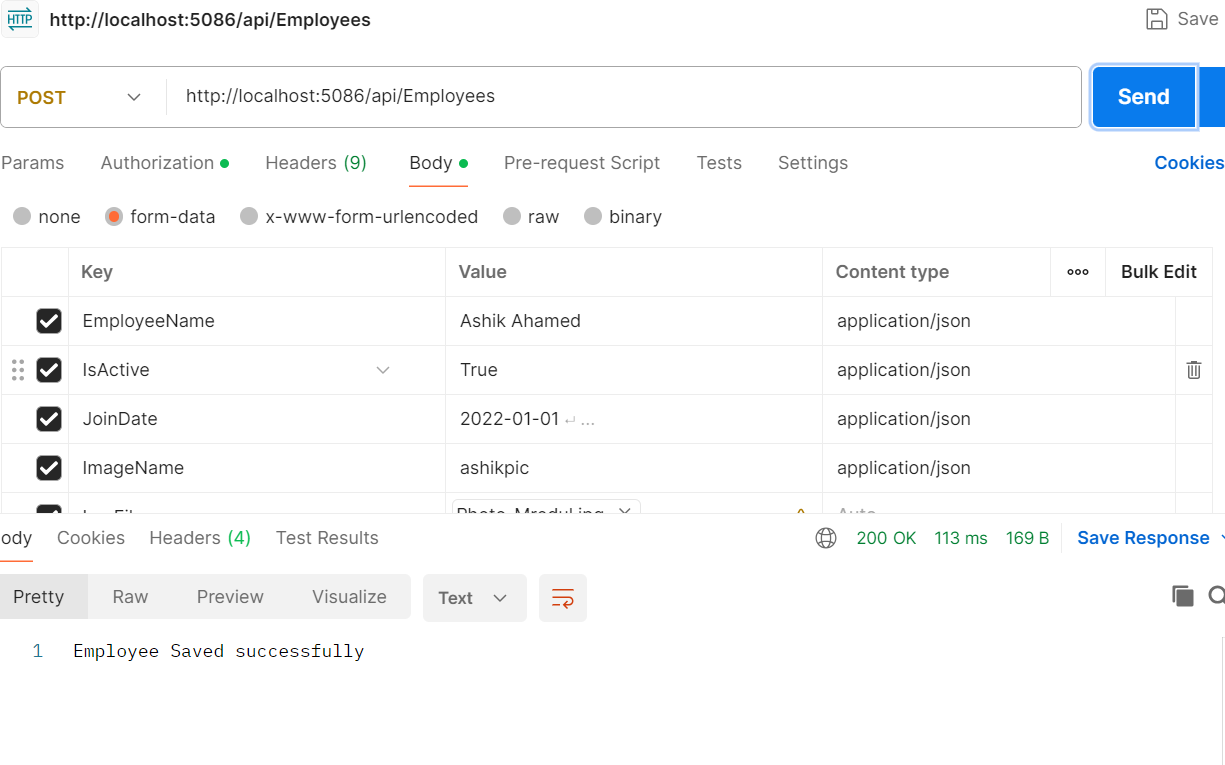 HTTP http://localhost:5086/api/Employees Save
POST http://localhost:5086/api/Employees Send
Params Authorization Headers (9) Body Pre-request Script Tests Settings Cookies
none form-data x-www-form-urlencoded raw binary
Key Value Content type ooo Bulk Edit
EmployeeName Ashik Ahamed application/json
IsActive True application/json
JoinDate 2022-01-01 ↵ ... application/json
ImageName ashikpic application/json
Auto
ody Cookies Headers (4) Test Results 200 OK 113 ms 169 B Save Response
Pretty Raw Preview Visualize Text
1 Employee Saved successfully